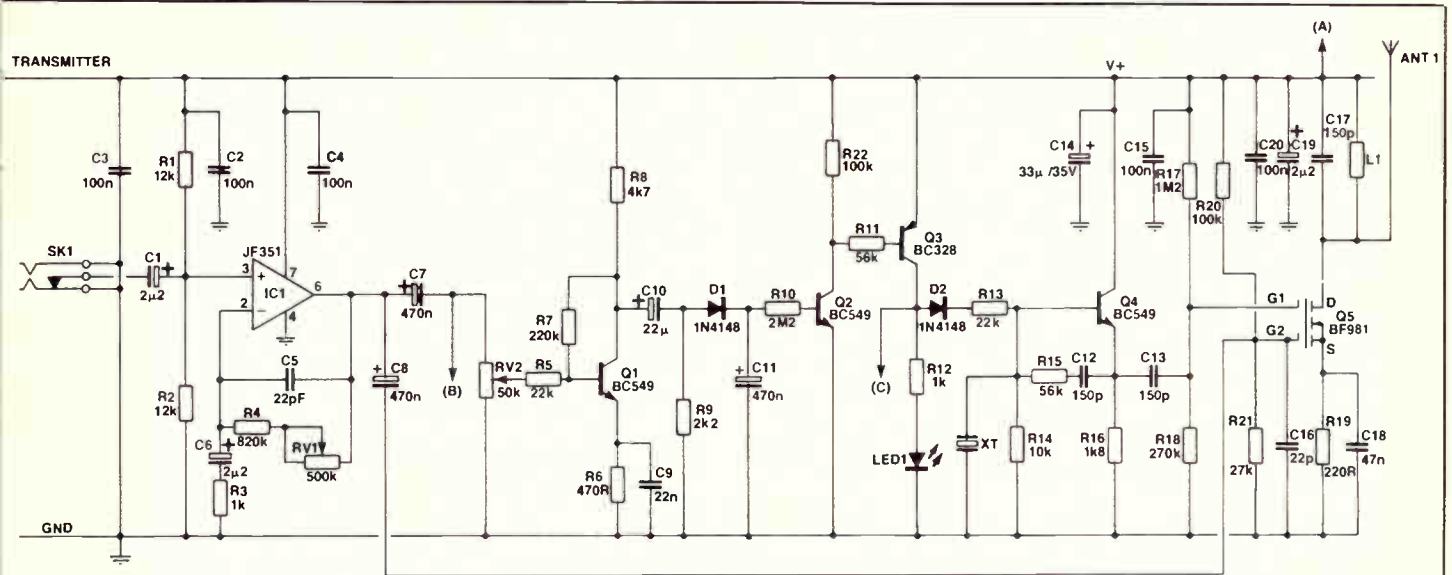 TRANSMITTER
(A)
ANT 1
V+
C3
100n
R1
12k
C2
100n
C4
100n
R8
4k7
R22
100k
C14
+
33µ /35V
C15
100n
R17
1M2
R20
100k
C20
100n
+
C19
2µ2
C17
150p
L1
SK1
C1
+
2µ2
JF351
3
+
2
−
IC1
7
6
4
C7
+
470n
R7
220k
C10
+
22µ
D1
1N4148
R10
2M2
R11
56k
Q3
BC328
Q2
BC549
D2
1N4148
R13
22k
Q4
BC549
G1
G2
D
S
Q5
BF981
C5
22pF
R2
12k
R4
820k
RV1
500k
C6
+
2µ2
R3
1k
C8
+
470n
(B)
RV2
50k
R5
22k
Q1
BC549
R6
470R
C9
22n
R9
2k2
C11
+
470n
(C)
R12
1k
LED1
XT
R15
56k
C12
150p
C13
150p
R14
10k
R16
1k8
R18
270k
R21
27k
C16
22p
R19
220R
C18
47n
GND